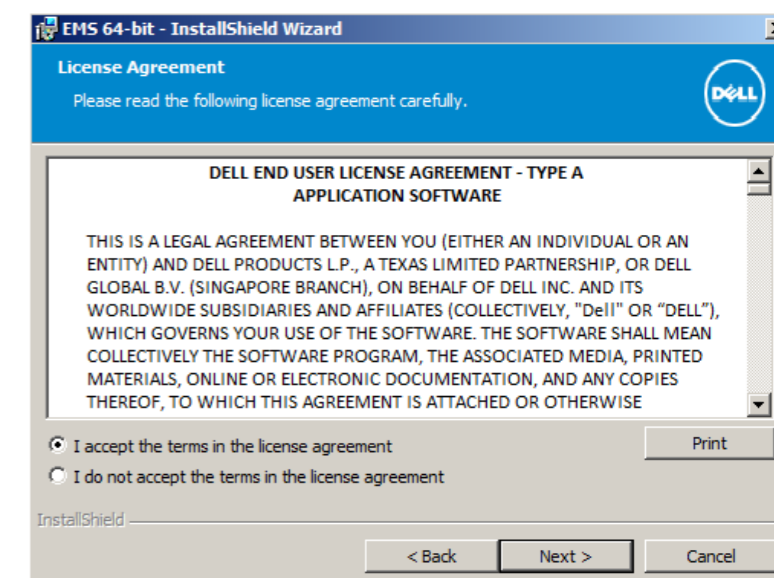 EMS 64-bit - InstallShield Wizard
License Agreement
Please read the following license agreement carefully.
DELL
DELL END USER LICENSE AGREEMENT - TYPE A
APPLICATION SOFTWARE
THIS IS A LEGAL AGREEMENT BETWEEN YOU (EITHER AN INDIVIDUAL OR AN
ENTITY) AND DELL PRODUCTS L.P., A TEXAS LIMITED PARTNERSHIP, OR DELL
GLOBAL B.V. (SINGAPORE BRANCH), ON BEHALF OF DELL INC. AND ITS
WORLDWIDE SUBSIDIARIES AND AFFILIATES (COLLECTIVELY, "Dell" OR “DELL”),
WHICH GOVERNS YOUR USE OF THE SOFTWARE. THE SOFTWARE SHALL MEAN
COLLECTIVELY THE SOFTWARE PROGRAM, THE ASSOCIATED MEDIA, PRINTED
MATERIALS, ONLINE OR ELECTRONIC DOCUMENTATION, AND ANY COPIES
THEREOF, TO WHICH THIS AGREEMENT IS ATTACHED OR OTHERWISE
I accept the terms in the license agreement
Print
I do not accept the terms in the license agreement
InstallShield
< Back Next > Cancel